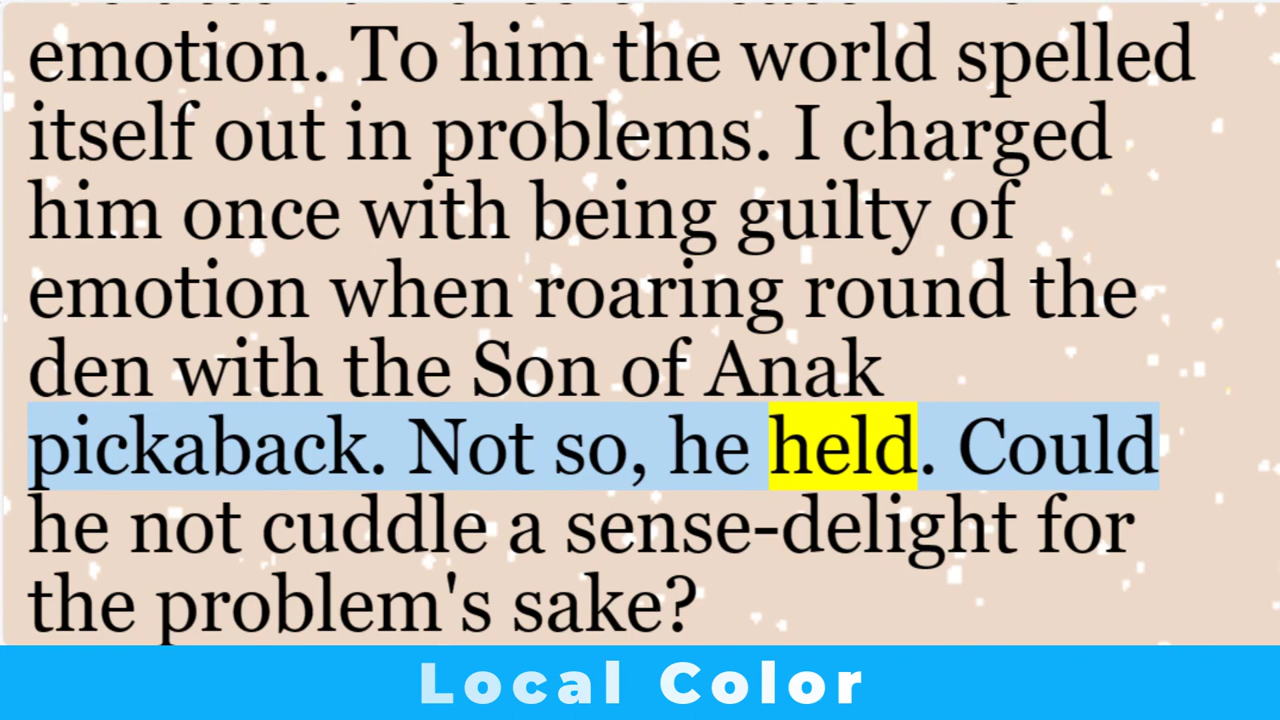 emotion. To him the world spelled
itself out in problems. I charged
him once with being guilty of
emotion when roaring round the
den with the Son of Anak
pickaback. Not so, he held. Could
he not cuddle a sense-delight for
the problem's sake?
Local Color